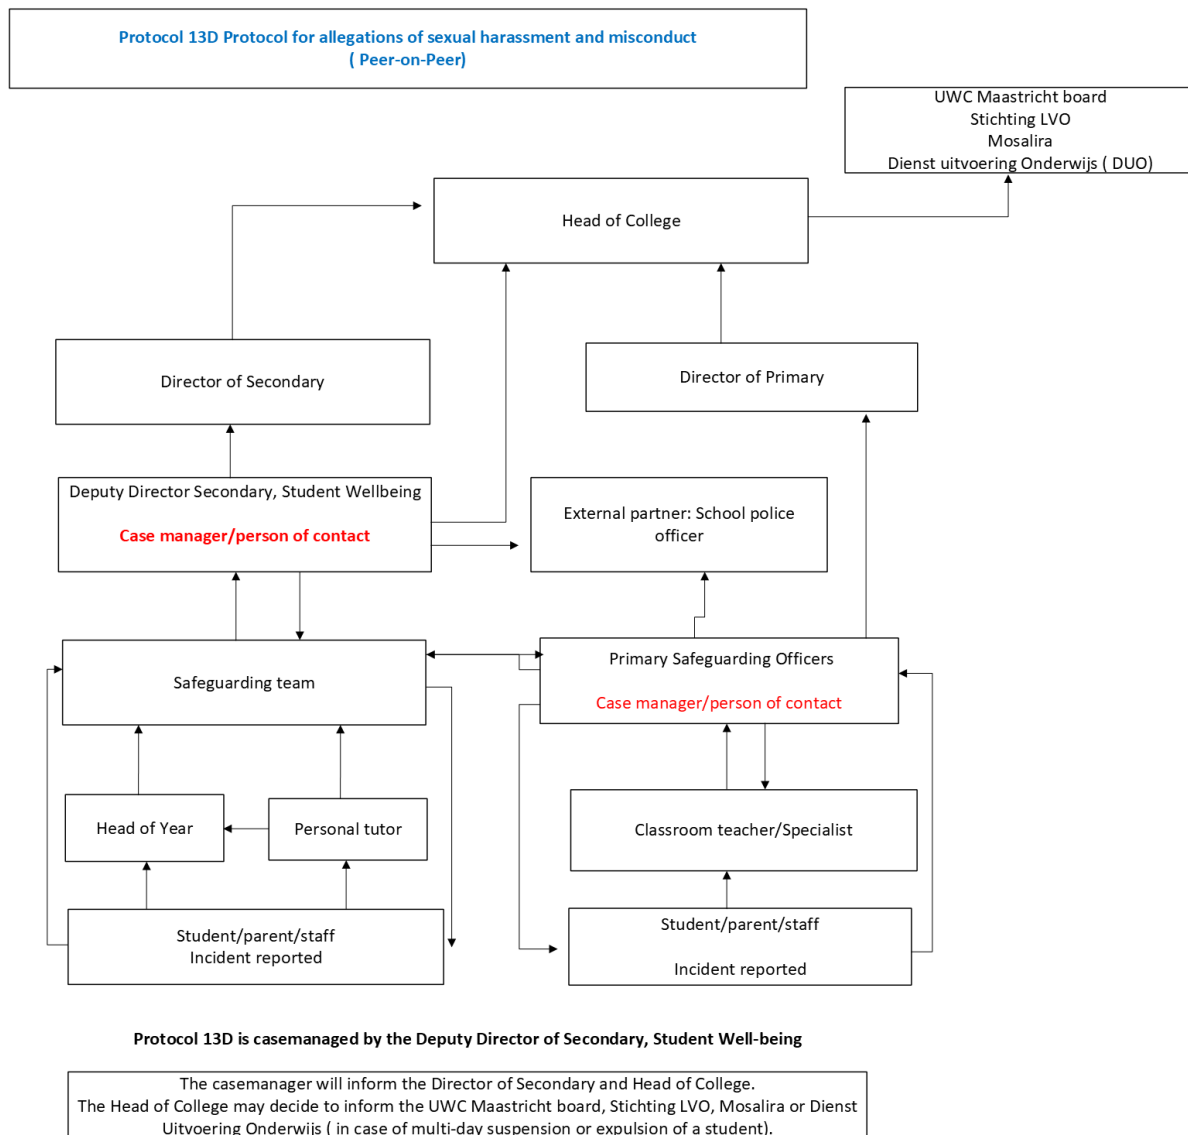 Protocol 13D Protocol for allegations of sexual harassment and misconduct
( Peer-on-Peer)
UWC Maastricht board
Stichting LVO
Mosalira
Dienst uitvoering Onderwijs ( DUO)
Head of College
Director of Secondary
Director of Primary
Deputy Director Secondary, Student Wellbeing
Case manager/person of contact
External partner: School police
officer
Safeguarding team
Primary Safeguarding Officers
Case manager/person of contact
Head of Year
Personal tutor
Classroom teacher/Specialist
Student/parent/staff
Incident reported
Student/parent/staff
Incident reported
Protocol 13D is casemanaged by the Deputy Director of Secondary, Student Well-being
The casemanager will inform the Director of Secondary and Head of College.
The Head of College may decide to inform the UWC Maastricht board, Stichting LVO, Mosalira or Dienst
Uitvoering Onderwijs ( in case of multi-day suspension or expulsion of a student).